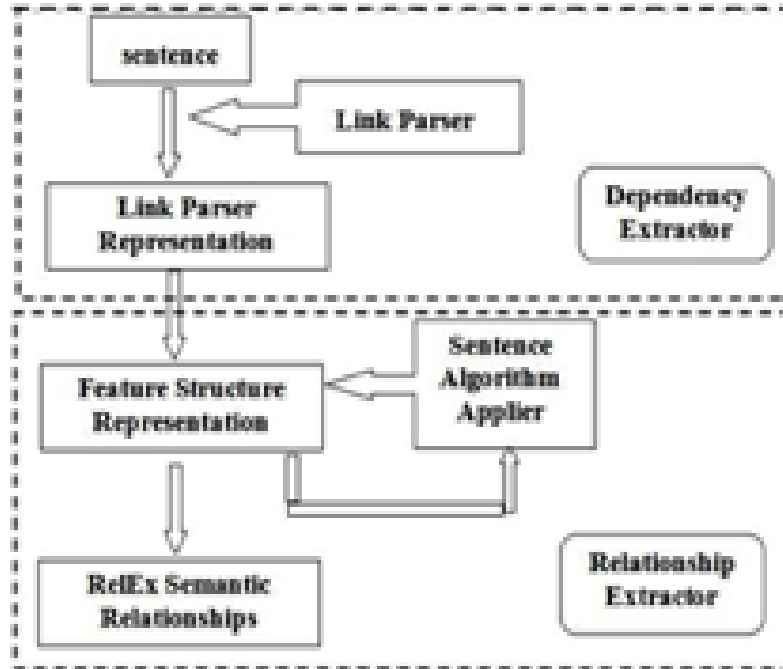 sentence
Link Parser
Link Parser
Representation
Dependency
Extractor
Sentence
Algorithm
Applier
Feature Structure
Representation
RelEx Semantic
Relationships
Relationship
Extractor